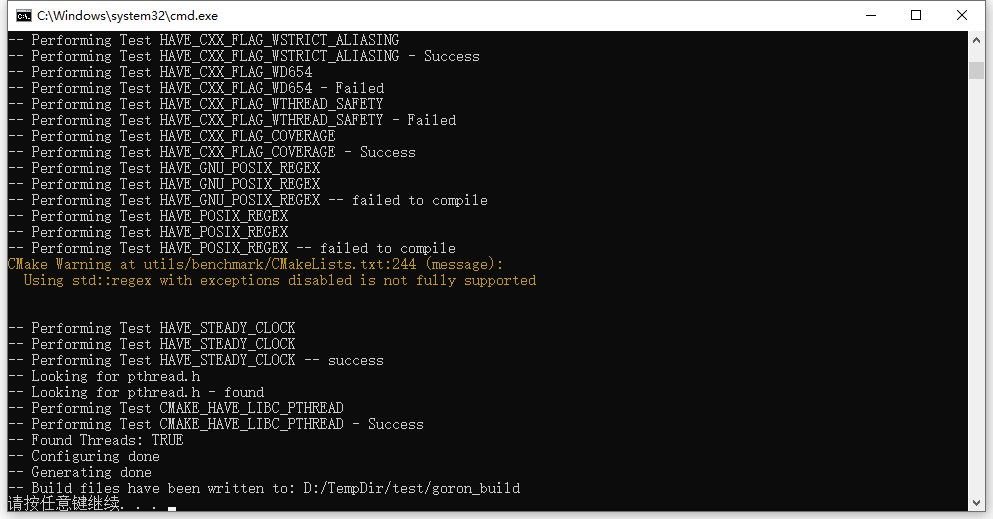 C:\Windows\system32\cmd.exe
-- Performing Test HAVE_CXX_FLAG_WSTRICT_ALIASING
-- Performing Test HAVE_CXX_FLAG_WSTRICT_ALIASING - Success
-- Performing Test HAVE_CXX_FLAG_WD654
-- Performing Test HAVE_CXX_FLAG_WD654 - Failed
-- Performing Test HAVE_CXX_FLAG_WTHREAD_SAFETY
-- Performing Test HAVE_CXX_FLAG_WTHREAD_SAFETY - Failed
-- Performing Test HAVE_CXX_FLAG_COVERAGE
-- Performing Test HAVE_CXX_FLAG_COVERAGE - Success
-- Performing Test HAVE_GNU_POSIX_REGEX
-- Performing Test HAVE_GNU_POSIX_REGEX
-- Performing Test HAVE_GNU_POSIX_REGEX -- failed to compile
-- Performing Test HAVE_POSIX_REGEX
-- Performing Test HAVE_POSIX_REGEX
-- Performing Test HAVE_POSIX_REGEX -- failed to compile
CMake Warning at utils/benchmark/CMakeLists.txt:244 (message):
  Using std::regex with exceptions disabled is not fully supported
-- Performing Test HAVE_STEADY_CLOCK
-- Performing Test HAVE_STEADY_CLOCK
-- Performing Test HAVE_STEADY_CLOCK -- success
-- Looking for pthread.h
-- Looking for pthread.h - found
-- Performing Test CMAKE_HAVE_LIBC_PTHREAD
-- Performing Test CMAKE_HAVE_LIBC_PTHREAD - Success
-- Found Threads: TRUE
-- Configuring done
-- Generating done
-- Build files have been written to: D:/TempDir/test/goron_build
请按任意键继续. . .